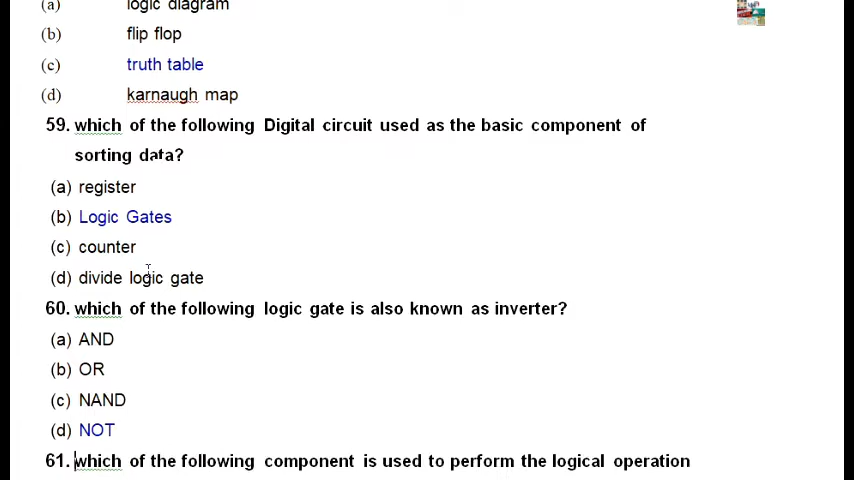 (a) logic diagram
(b) flip flop
(c) truth table
(d) karnaugh map
59. which of the following Digital circuit used as the basic component of
sorting data?
(a) register
(b) Logic Gates
(c) counter
(d) divide logic gate
60. which of the following logic gate is also known as inverter?
(a) AND
(b) OR
(c) NAND
(d) NOT
61. which of the following component is used to perform the logical operation